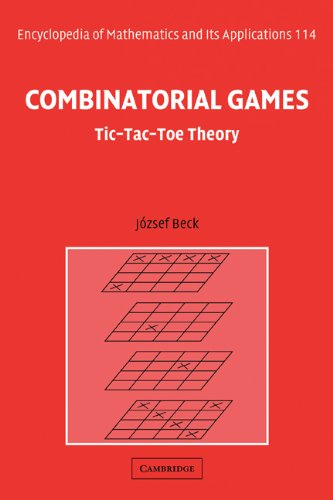 Encyclopedia of Mathematics and Its Applications 114
COMBINATORIAL GAMES
Tic-Tac-Toe Theory
József Beck
CAMBRIDGE